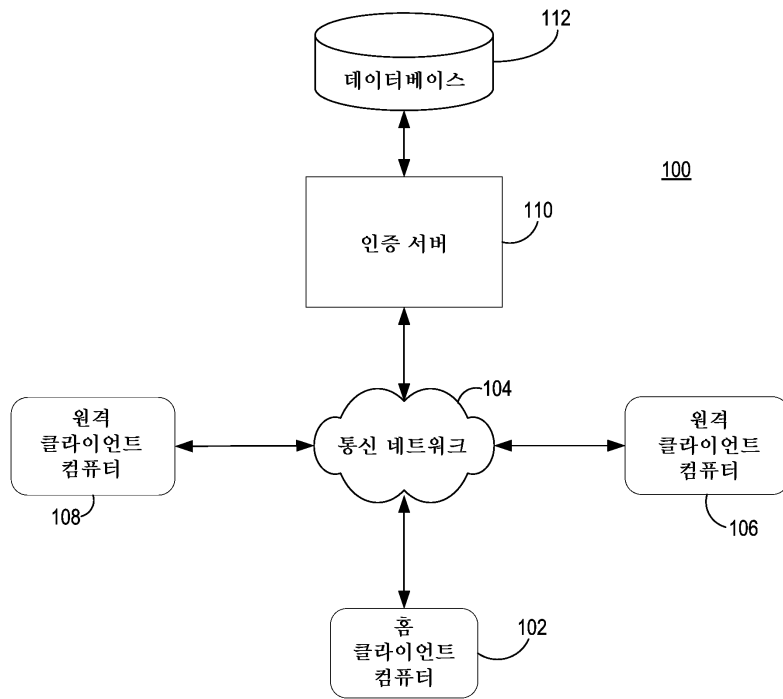 112
데이터베이스
100
110
인증 서버
104
원격
클라이언트
컴퓨터
108
통신 네트워크
원격
클라이언트
컴퓨터
106
홈
클라이언트
컴퓨터
102